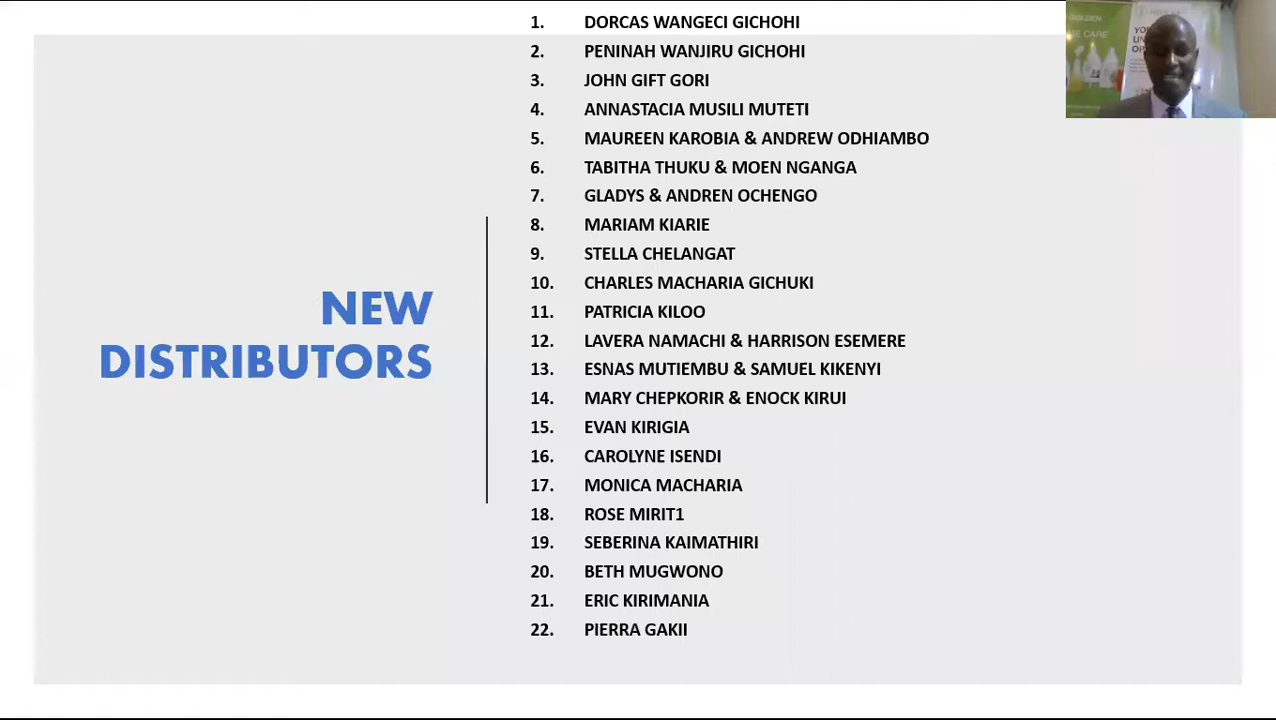 1. DORCAS WANGECI GICHOHI
2. PENINAH WANJIRU GICHOHI
3. JOHN GIFT GORI
4. ANNASTACIA MUSILI MUTETI
5. MAUREEN KAROBIA & ANDREW ODHIAMBO
6. TABITHA THUKU & MOEN NGANGA
7. GLADYS & ANDREN OCHENGO
8. MARIAM KIARIE
9. STELLA CHELANGAT
10. CHARLES MACHARIA GICHUKI
11. PATRICIA KILOO
12. LAVERA NAMACHI & HARRISON ESEMERE
13. ESNAS MUTIEMBU & SAMUEL KIKENYI
14. MARY CHEPKORIR & ENOCK KIRUI
15. EVAN KIRIGIA
16. CAROLYNE ISENDI
17. MONICA MACHARIA
18. ROSE MIRIT1
19. SEBERINA KAIMATHIRI
20. BETH MUGWONO
21. ERIC KIRIMANIA
22. PIERRA GAKII
NEW
DISTRIBUTORS
GOLDEN
CARE